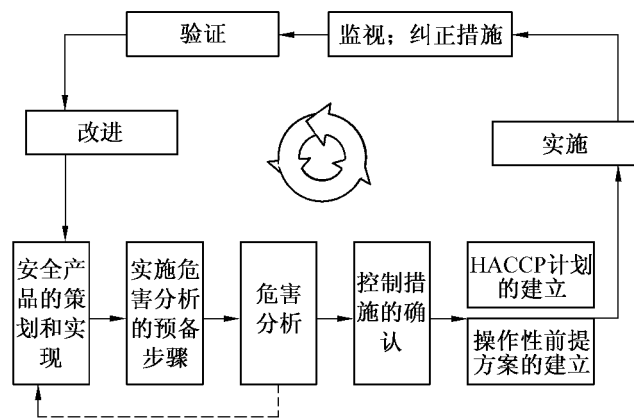 验证
监视；纠正措施
改进
实施
安全产
品的策
划和实
现
实施危
害分析
的预备
步骤
危害
分析
控制措
施的确
认
HACCP计划
的建立
操作性前提
方案的建立